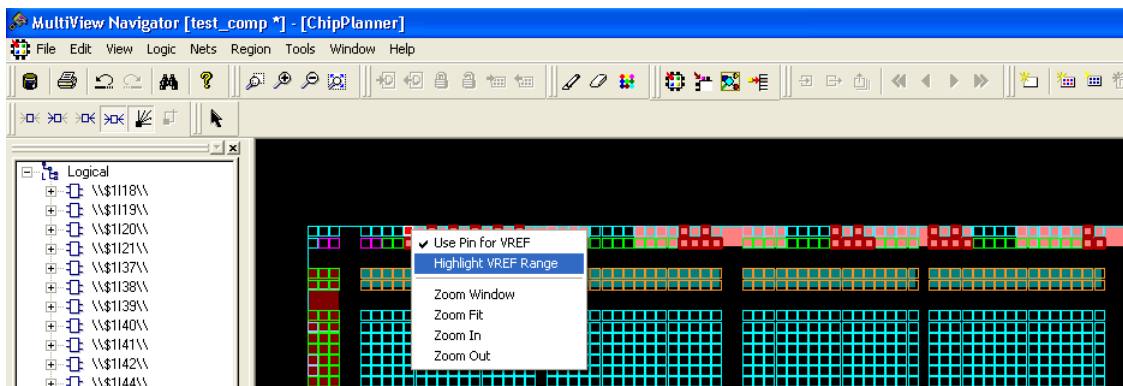 MultiView Navigator [test_comp *] - [ChipPlanner]
File Edit View Logic Nets Region Tools Window Help
Logical
\\$1I18\\
\\$1I19\\
\\$1I20\\
\\$1I21\\
\\$1I37\\
\\$1I38\\
\\$1I39\\
\\$1I40\\
\\$1I41\\
\\$1I42\\
\\$1I44\\
Use Pin for VREF
Highlight VREF Range
Zoom Window
Zoom Fit
Zoom In
Zoom Out